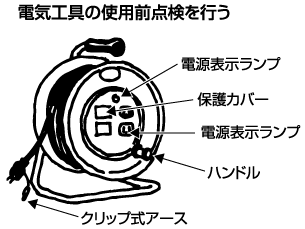 電気工具の使用前点検を行う
電源表示ランプ
保護カバー
電源表示ランプ
ハンドル
クリップ式アース